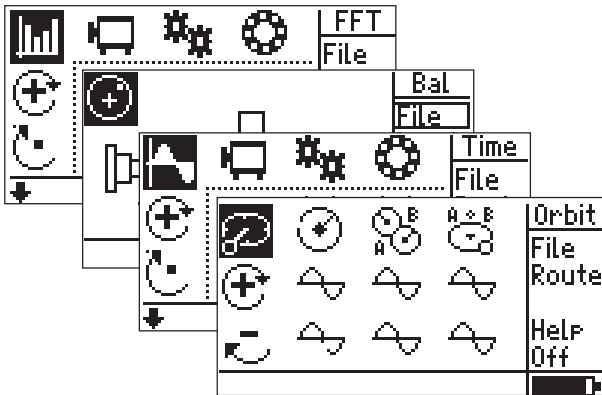 FFT
File
Bal
File
Time
File
Orbit
B
A
A o B
File
Route
Help
Off